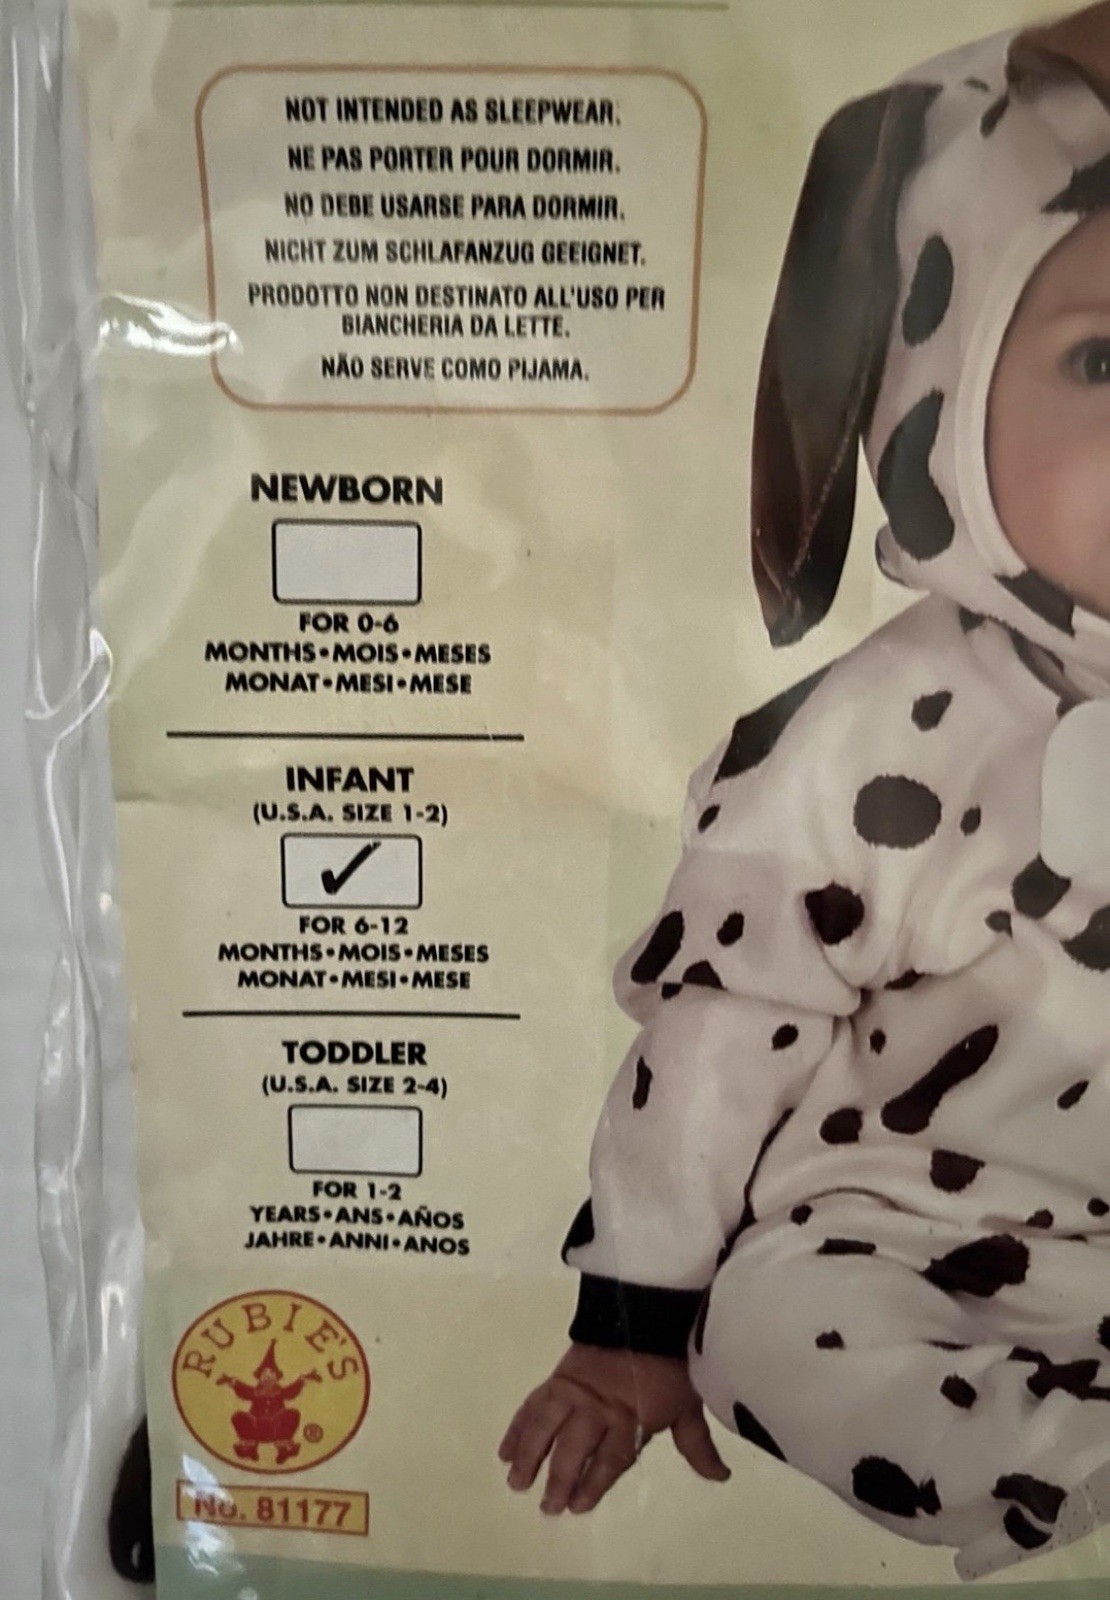 NOT INTENDED AS SLEEPWEAR.
NE PAS PORTER POUR DORMIR.
NO DEBE USARSE PARA DORMIR.
NICHT ZUM SCHLAFANZUG GEEIGNET.
PRODOTTO NON DESTINATO ALL'USO PER
BIANCHERIA DA LETTE.
NÃO SERVE COMO PIJAMA.
NEWBORN
FOR 0-6
MONTHS•MOIS•MESES
MONAT•MESI•MESE
INFANT
(U.S.A. SIZE 1-2)
✓
FOR 6-12
MONTHS•MOIS•MESES
MONAT•MESI•MESE
TODDLER
(U.S.A. SIZE 2-4)
FOR 1-2
YEARS•ANS•AÑOS
JAHRE•ANNI•ANOS
RUBIE'S
®
No. 81177